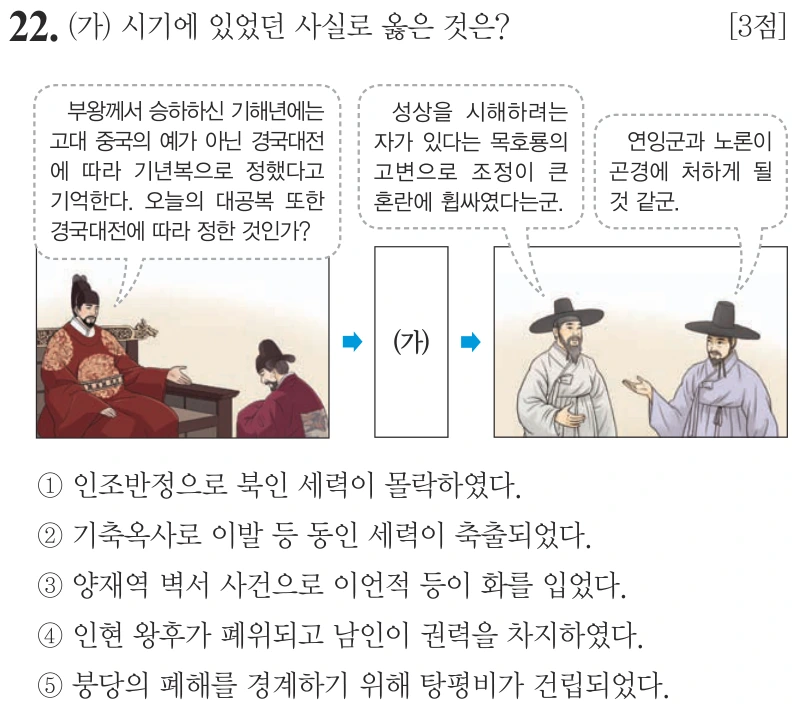 22. (가) 시기에 있었던 사실로 옳은 것은? [3점]
부왕께서 승하하신 기해년에는
고대 중국의 예가 아닌 경국대전
에 따라 기년복으로 정했다고
기억한다. 오늘의 대공복 또한
경국대전에 따라 정한 것인가?
(가)
성상을 시해하려는
자가 있다는 목호룡의
고변으로 조정이 큰
혼란에 휩싸였다는군.
연잉군과 노론이
곤경에 처하게 될
것 같군.
① 인조반정으로 북인 세력이 몰락하였다.
② 기축옥사로 이발 등 동인 세력이 축출되었다.
③ 양재역 벽서 사건으로 이언적 등이 화를 입었다.
④ 인현 왕후가 폐위되고 남인이 권력을 차지하였다.
⑤ 붕당의 폐해를 경계하기 위해 탕평비가 건립되었다.